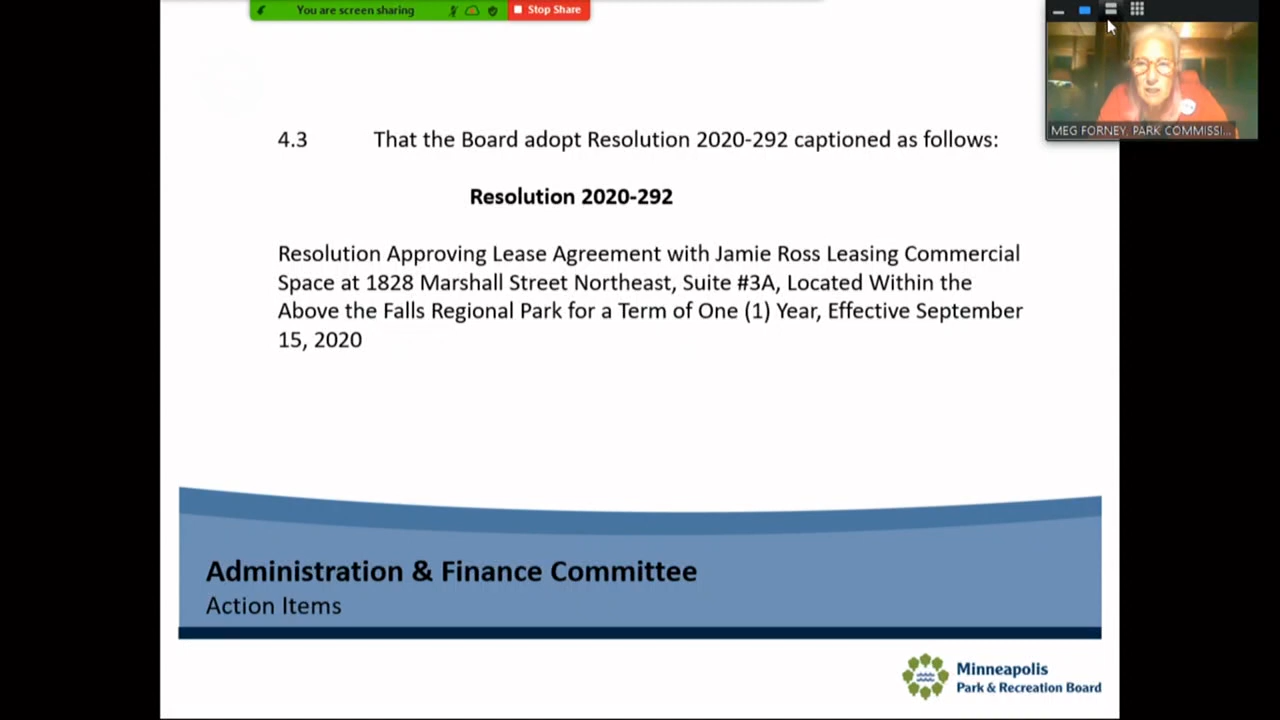 You are screen sharing
Stop Share
MEG FORNEY, PARK COMMISSI...
4.3 That the Board adopt Resolution 2020-292 captioned as follows:
Resolution 2020-292
Resolution Approving Lease Agreement with Jamie Ross Leasing Commercial
Space at 1828 Marshall Street Northeast, Suite #3A, Located Within the
Above the Falls Regional Park for a Term of One (1) Year, Effective September
15, 2020
Administration & Finance Committee
Action Items
Minneapolis
Park & Recreation Board